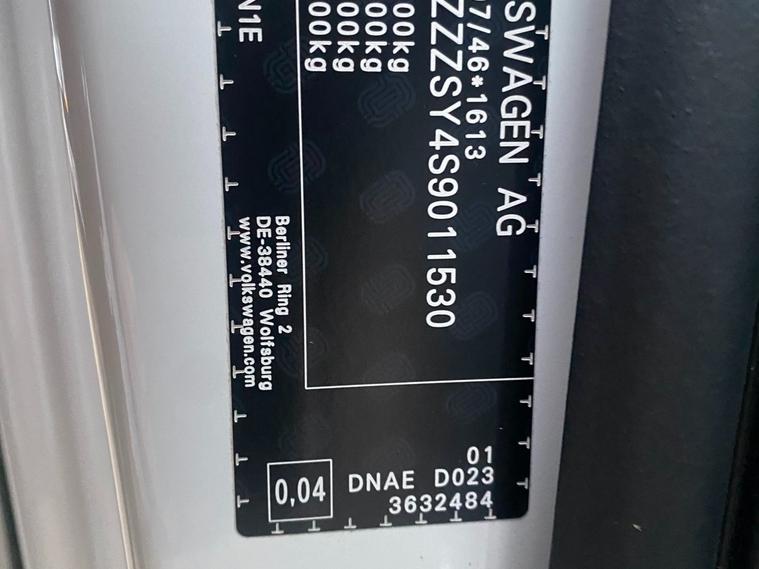 SWAGEN AG
07/46*1613
ZZZSY4S9011530
00kg
00kg
00kg
00kg
N1E
Berliner Ring 2
DE-38440 Wolfsburg
www.volkswagen.com
01
0,04 DNAE D023
3632484